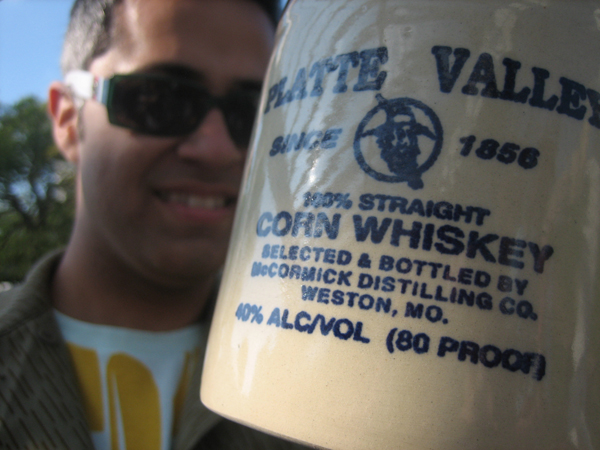 PLATTE VALLEY
SINCE 1856
100% STRAIGHT
CORN WHISKEY
SELECTED & BOTTLED BY
McCORMICK DISTILLING CO.
WESTON, MO.
40% ALC/VOL (80 PROOF)